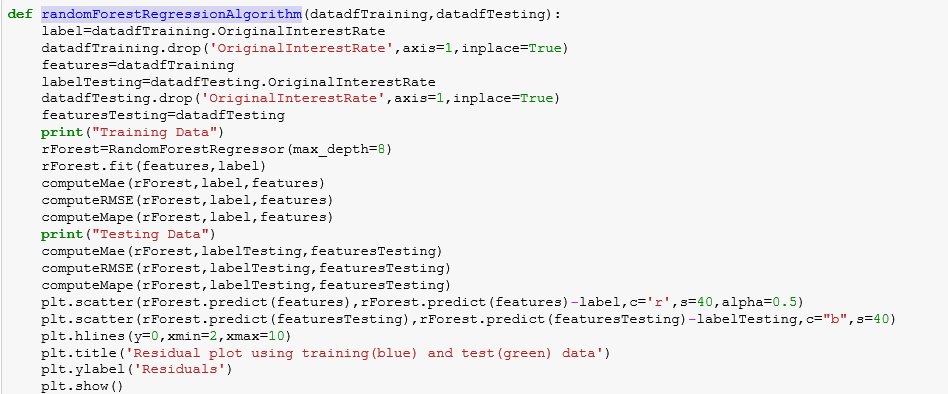 def randomForestRegressionAlgorithm(datadfTraining,datadfTesting):
    label=datadfTraining.OriginalInterestRate
    datadfTraining.drop('OriginalInterestRate',axis=1,inplace=True)
    features=datadfTraining
    labelTesting=datadfTesting.OriginalInterestRate
    datadfTesting.drop('OriginalInterestRate',axis=1,inplace=True)
    featuresTesting=datadfTesting
    print("Training Data")
    rForest=RandomForestRegressor(max_depth=8)
    rForest.fit(features,label)
    computeMae(rForest,label,features)
    computeRMSE(rForest,label,features)
    computeMape(rForest,label,features)
    print("Testing Data")
    computeMae(rForest,labelTesting,featuresTesting)
    computeRMSE(rForest,labelTesting,featuresTesting)
    computeMape(rForest,labelTesting,featuresTesting)
    plt.scatter(rForest.predict(features),rForest.predict(features)-label,c='r',s=40,alpha=0.5)
    plt.scatter(rForest.predict(featuresTesting),rForest.predict(featuresTesting)-labelTesting,c="b",s=40)
    plt.hlines(y=0,xmin=2,xmax=10)
    plt.title('Residual plot using training(blue) and test(green) data')
    plt.ylabel('Residuals')
    plt.show()